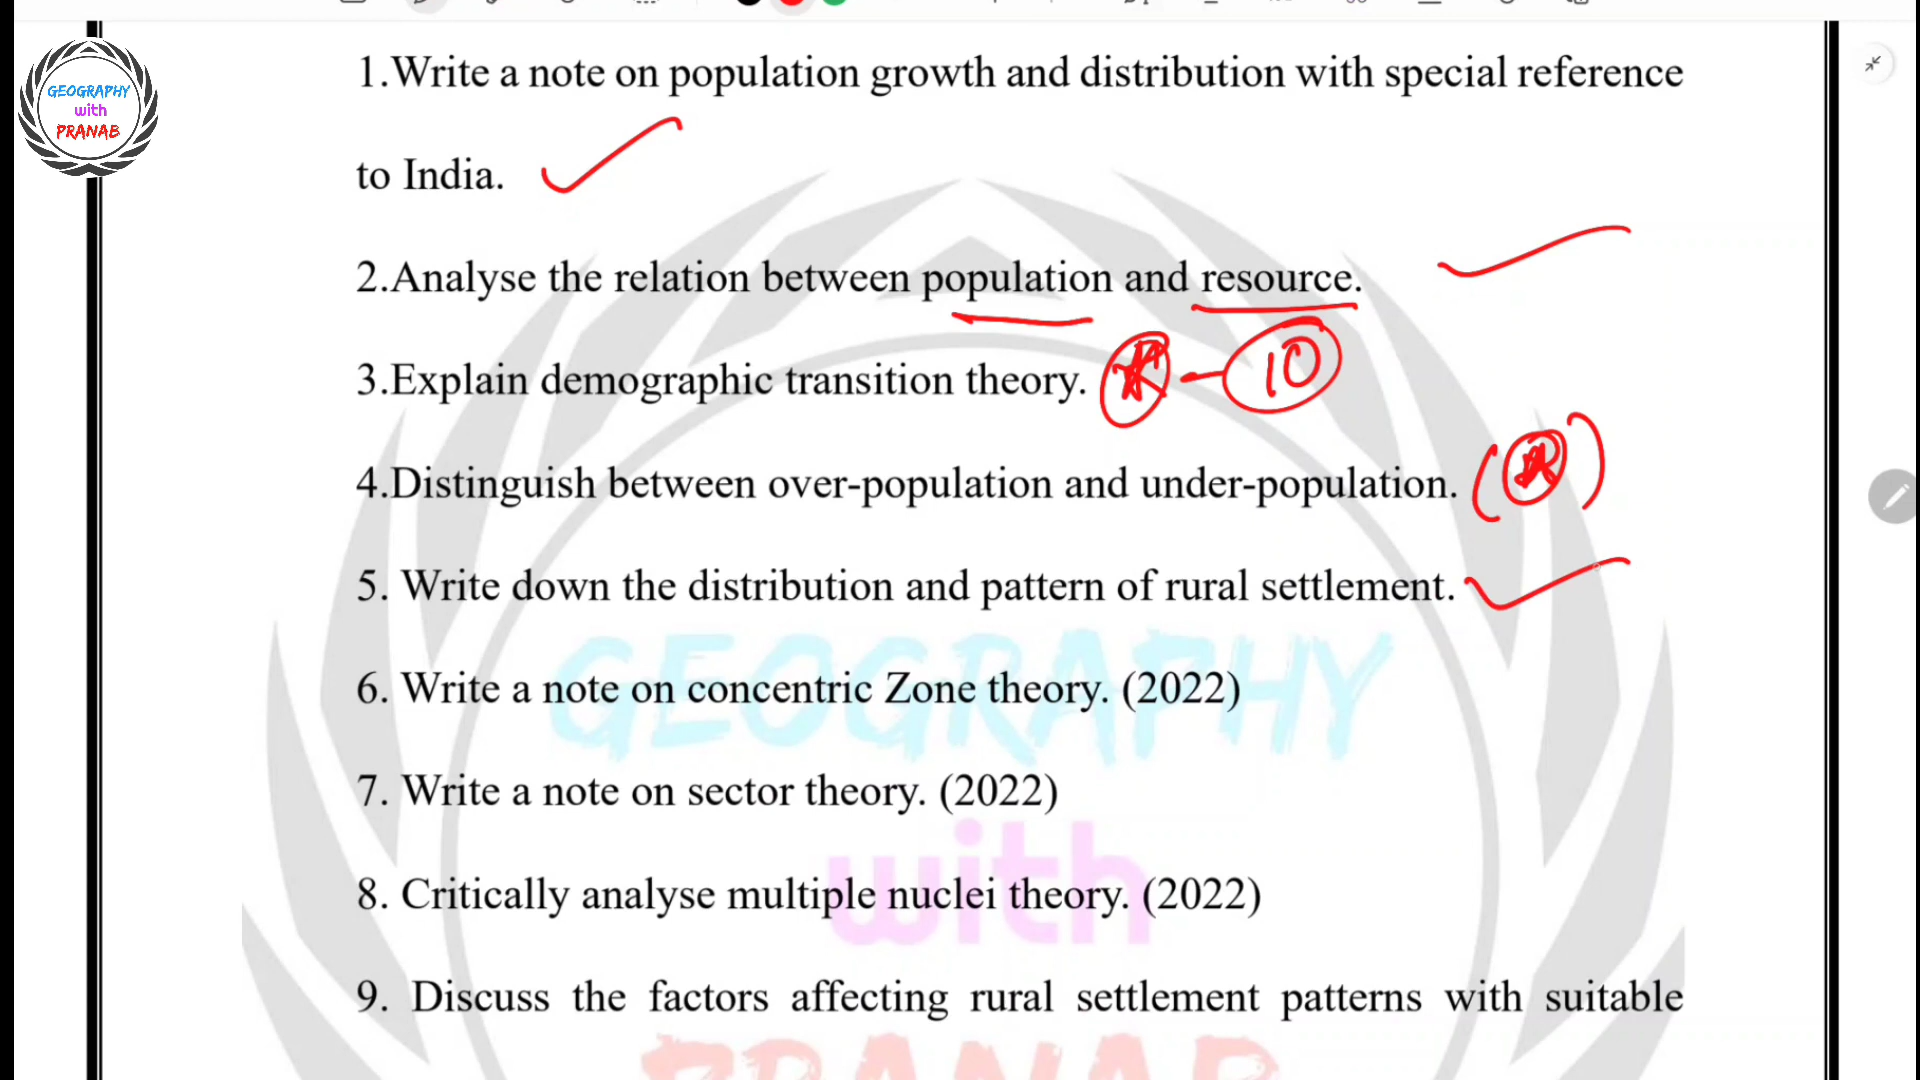 GEOGRAPHY
with
PRANAB
1.Write a note on population growth and distribution with special reference
to India.
2.Analyse the relation between population and resource.
3.Explain demographic transition theory. 10
4.Distinguish between over-population and under-population.
5. Write down the distribution and pattern of rural settlement.
6. Write a note on concentric Zone theory. (2022)
7. Write a note on sector theory. (2022)
8. Critically analyse multiple nuclei theory. (2022)
9. Discuss the factors affecting rural settlement patterns with suitable
GEOGRAPHY
with
PRANAB